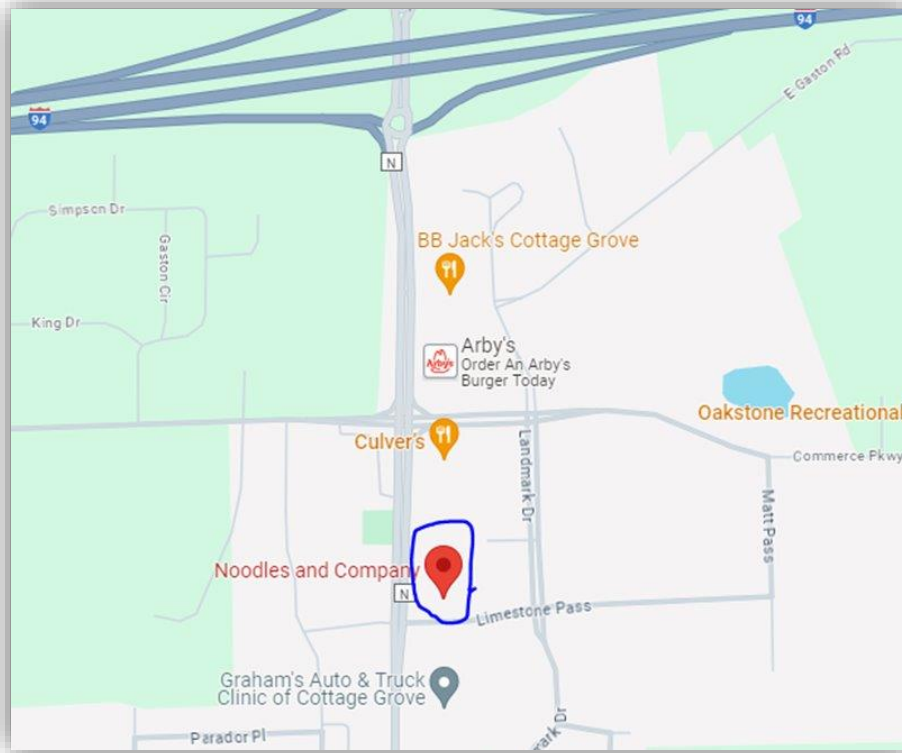 94
94
E Gaston Rd
N
Simpson Dr
Gaston Cir
BB Jack's Cottage Grove
King Dr
Arby's
Arby's
Order An Arby's
Burger Today
Oakstone Recreational
Culver's
Landmark Dr
Commerce Pkwy
Matt Pass
Noodles and Company
N
Limestone Pass
Graham's Auto & Truck
Clinic of Cottage Grove
Parador Pl
mark Dr